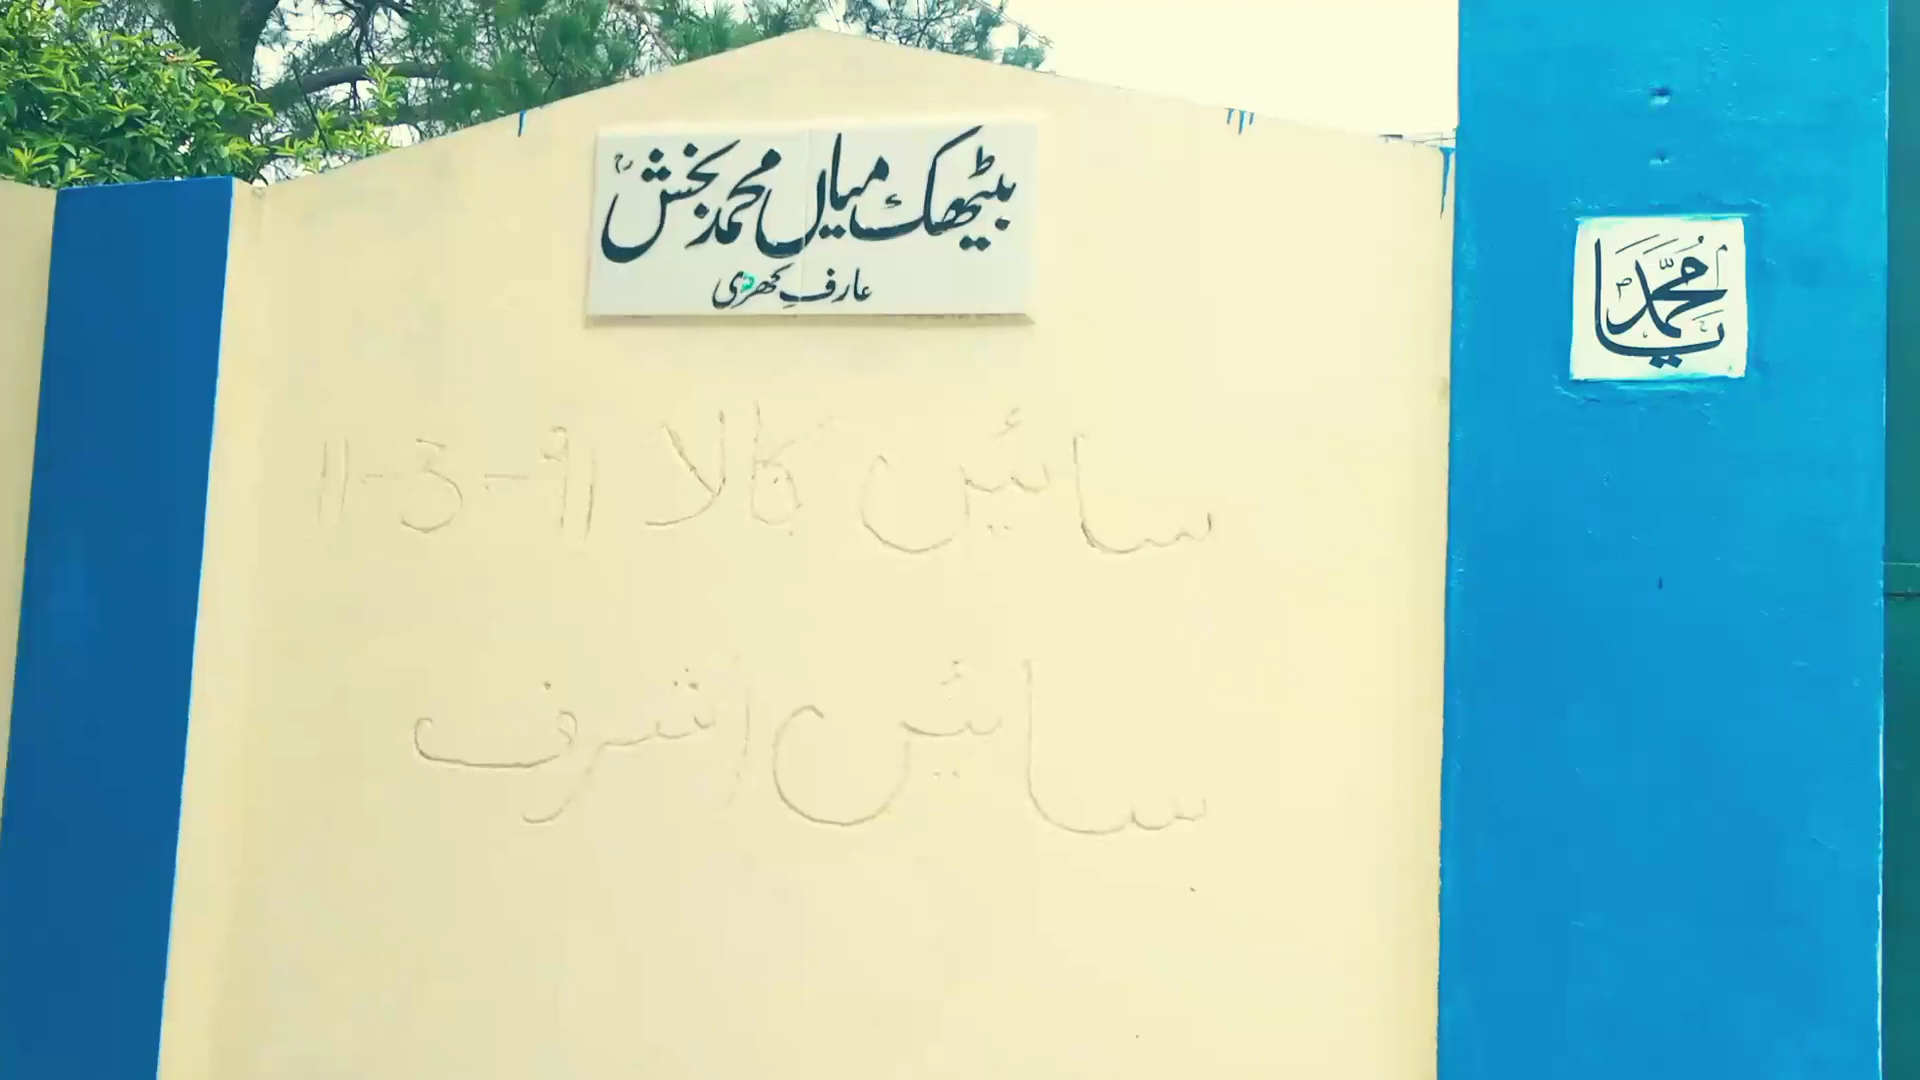 بیٹھک میاں محمد بخشؒ
عارفِ کھڑی
یا محمدؐ
سائیں کالا 11-3-91
سائیں اشرف